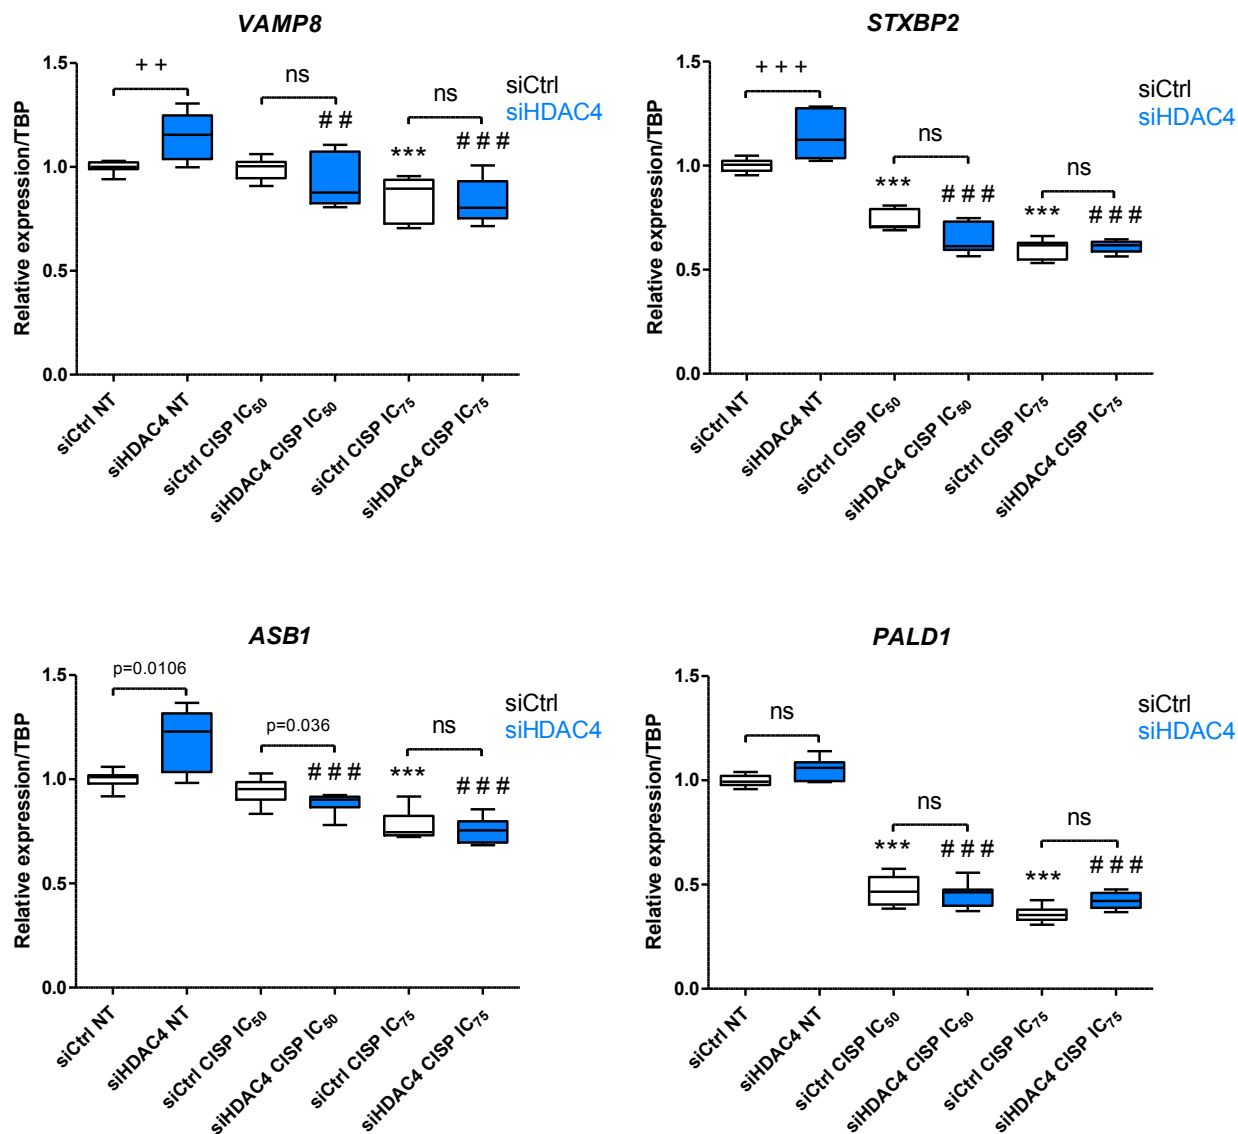 VAMP8
Relative expression/TBP
1.5
1.0
0.5
0.0
+ +
ns
# #
***
ns
# # #
siCtrl
siHDAC4
siCtrl NT
siHDAC4 NT
siCtrl CISP IC50
siHDAC4 CISP IC50
siCtrl CISP IC75
siHDAC4 CISP IC75
STXBP2
Relative expression/TBP
1.5
1.0
0.5
0.0
+ + +
ns
***
# # #
ns
***
# # #
siCtrl
siHDAC4
siCtrl NT
siHDAC4 NT
siCtrl CISP IC50
siHDAC4 CISP IC50
siCtrl CISP IC75
siHDAC4 CISP IC75
ASB1
Relative expression/TBP
1.5
1.0
0.5
0.0
p=0.0106
p=0.036
# # #
ns
***
# # #
siCtrl
siHDAC4
siCtrl NT
siHDAC4 NT
siCtrl CISP IC50
siHDAC4 CISP IC50
siCtrl CISP IC75
siHDAC4 CISP IC75
PALD1
Relative expression/TBP
1.5
1.0
0.5
0.0
ns
ns
***
# # #
ns
***
# # #
siCtrl
siHDAC4
siCtrl NT
siHDAC4 NT
siCtrl CISP IC50
siHDAC4 CISP IC50
siCtrl CISP IC75
siHDAC4 CISP IC75